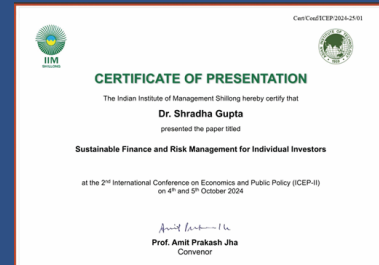 Cert/Conf/ICEP/2024-25/01
IIM
SHILLONG
CERTIFICATE OF PRESENTATION
The Indian Institute of Management Shillong hereby certify that
Dr. Shradha Gupta
presented the paper titled
Sustainable Finance and Risk Management for Individual Investors
at the 2nd International Conference on Economics and Public Policy (ICEP-II)
on 4th and 5th October 2024
Prof. Amit Prakash Jha
Convenor